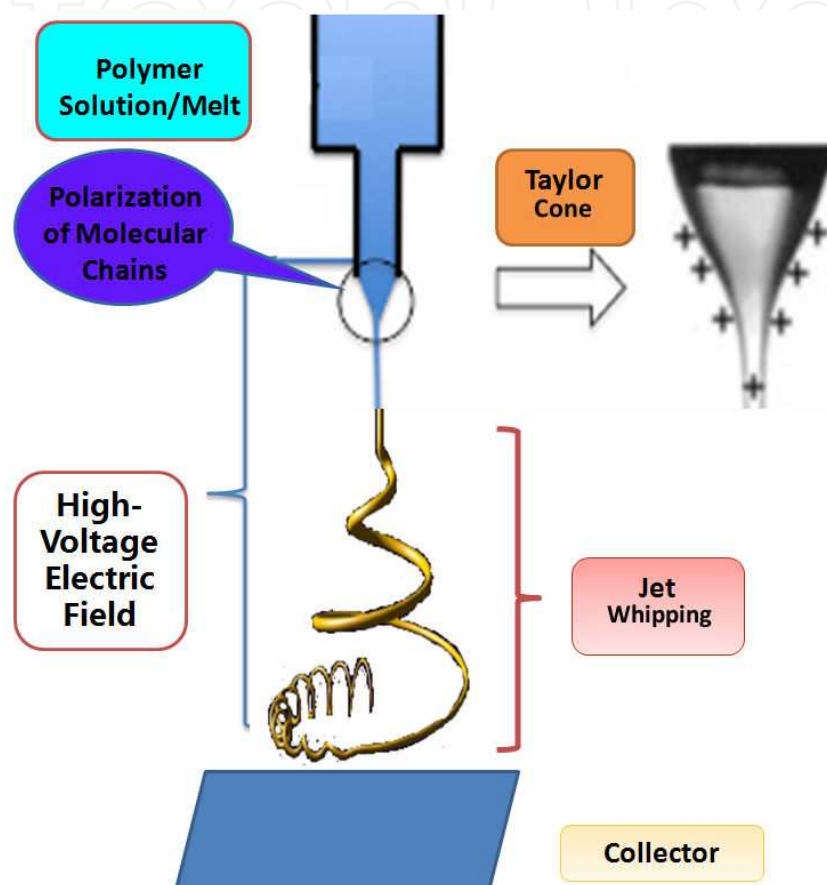 Polymer
Solution/Melt
Polarization
of Molecular
Chains
Taylor
Cone
+ +
+ +
+ +
+
High-
Voltage
Electric
Field
Jet
Whipping
Collector